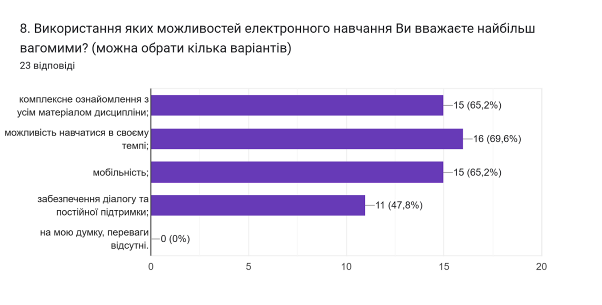 8. Використання яких можливостей електронного навчання Ви вважаєте найбільш
вагомими? (можна обрати кілька варіантів)
23 відповіді
комплексне ознайомлення з
усім матеріалом дисципліни;
15 (65,2%)
можливість навчатися в своєму
темпі;
16 (69,6%)
мобільність;
15 (65,2%)
забезпечення діалогу та
постійної підтримки;
11 (47,8%)
на мою думку, переваги
відсутні.
0 (0%)
0 5 10 15 20